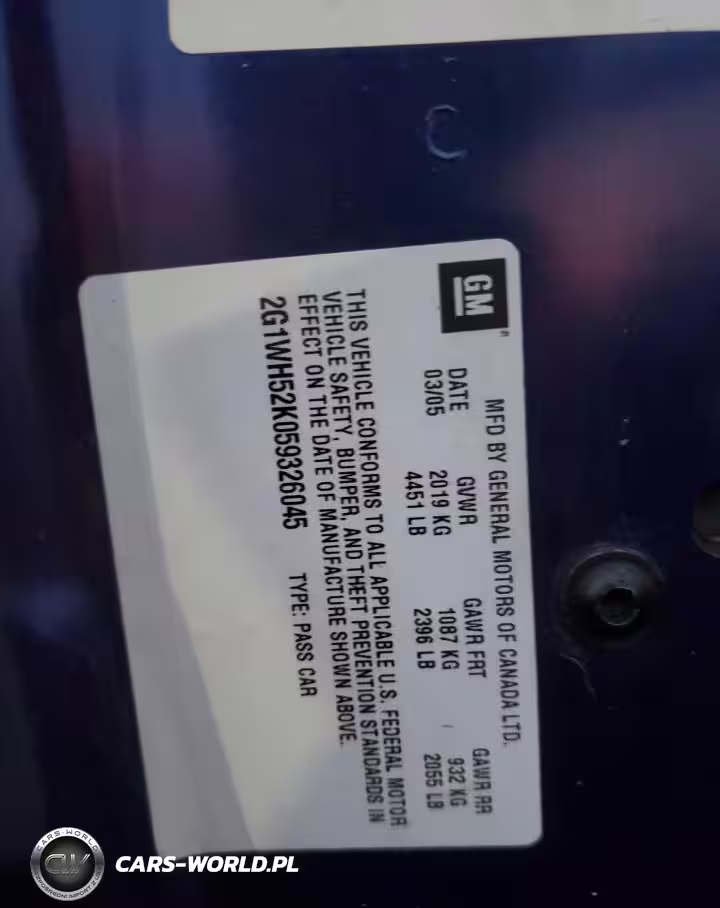 GM
MFD BY GENERAL MOTORS OF CANADA LTD.
DATE GVWR GAWR FRT GAWR RR
03/05 2019 KG 1087 KG / 932 KG
4451 LB 2396 LB 2055 LB
THIS VEHICLE CONFORMS TO ALL APPLICABLE U.S. FEDERAL MOTOR
VEHICLE SAFETY, BUMPER, AND THEFT PREVENTION STANDARDS IN
EFFECT ON THE DATE OF MANUFACTURE SHOWN ABOVE.
2G1WH52K059326045 TYPE: PASS CAR
C
CARS-WORLD
CW
CARS-WORLD.PL